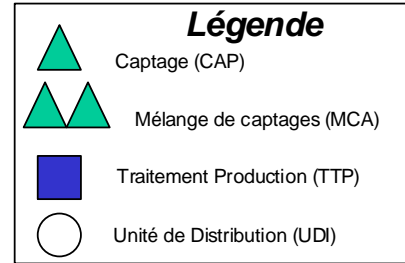 Légende
Captage (CAP)
Mélange de captages (MCA)
Traitement Production (TTP)
Unité de Distribution (UDI)